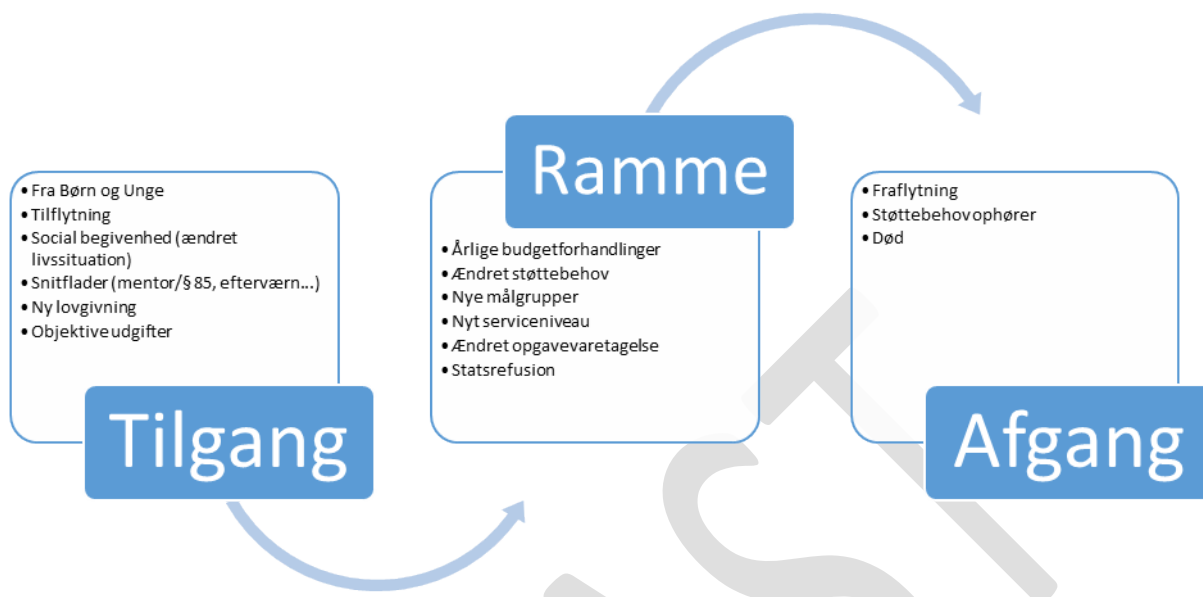 • Fra Børn og Unge
• Tilflytning
• Social begivenhed (ændret
livssituation)
• Snitflader (mentor/§ 85, efterværn...)
• Ny lovgivning
• Objektive udgifter
Tilgang
Ramme
• Årlige budgetforhandlinger
• Ændret støttebehov
• Nye målgrupper
• Nyt serviceniveau
• Ændret opgavevaretagelse
• Statsrefusion
• Fraflytning
• Støttebehov ophører
• Død
Afgang